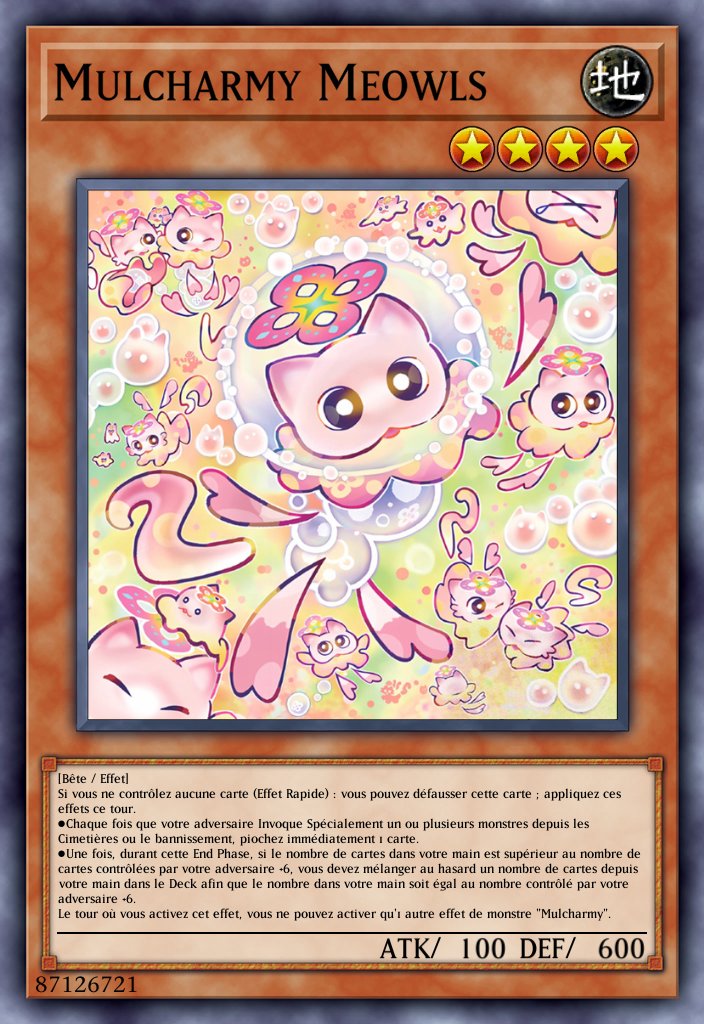 Mulcharmy Meowls
地
[Bête / Effet]
Si vous ne contrôlez aucune carte (Effet Rapide) : vous pouvez défausser cette carte ; appliquez ces
effets ce tour.
●Chaque fois que votre adversaire Invoque Spécialement un ou plusieurs monstres depuis les
Cimetières ou le bannissement, piochez immédiatement 1 carte.
●Une fois, durant cette End Phase, si le nombre de cartes dans votre main est supérieur au nombre de
cartes contrôlées par votre adversaire +6, vous devez mélanger au hasard un nombre de cartes depuis
votre main dans le Deck afin que le nombre dans votre main soit égal au nombre contrôlé par votre
adversaire +6.
Le tour où vous activez cet effet, vous ne pouvez activer qu'1 autre effet de monstre "Mulcharmy".
ATK/ 100 DEF/ 600
87126721